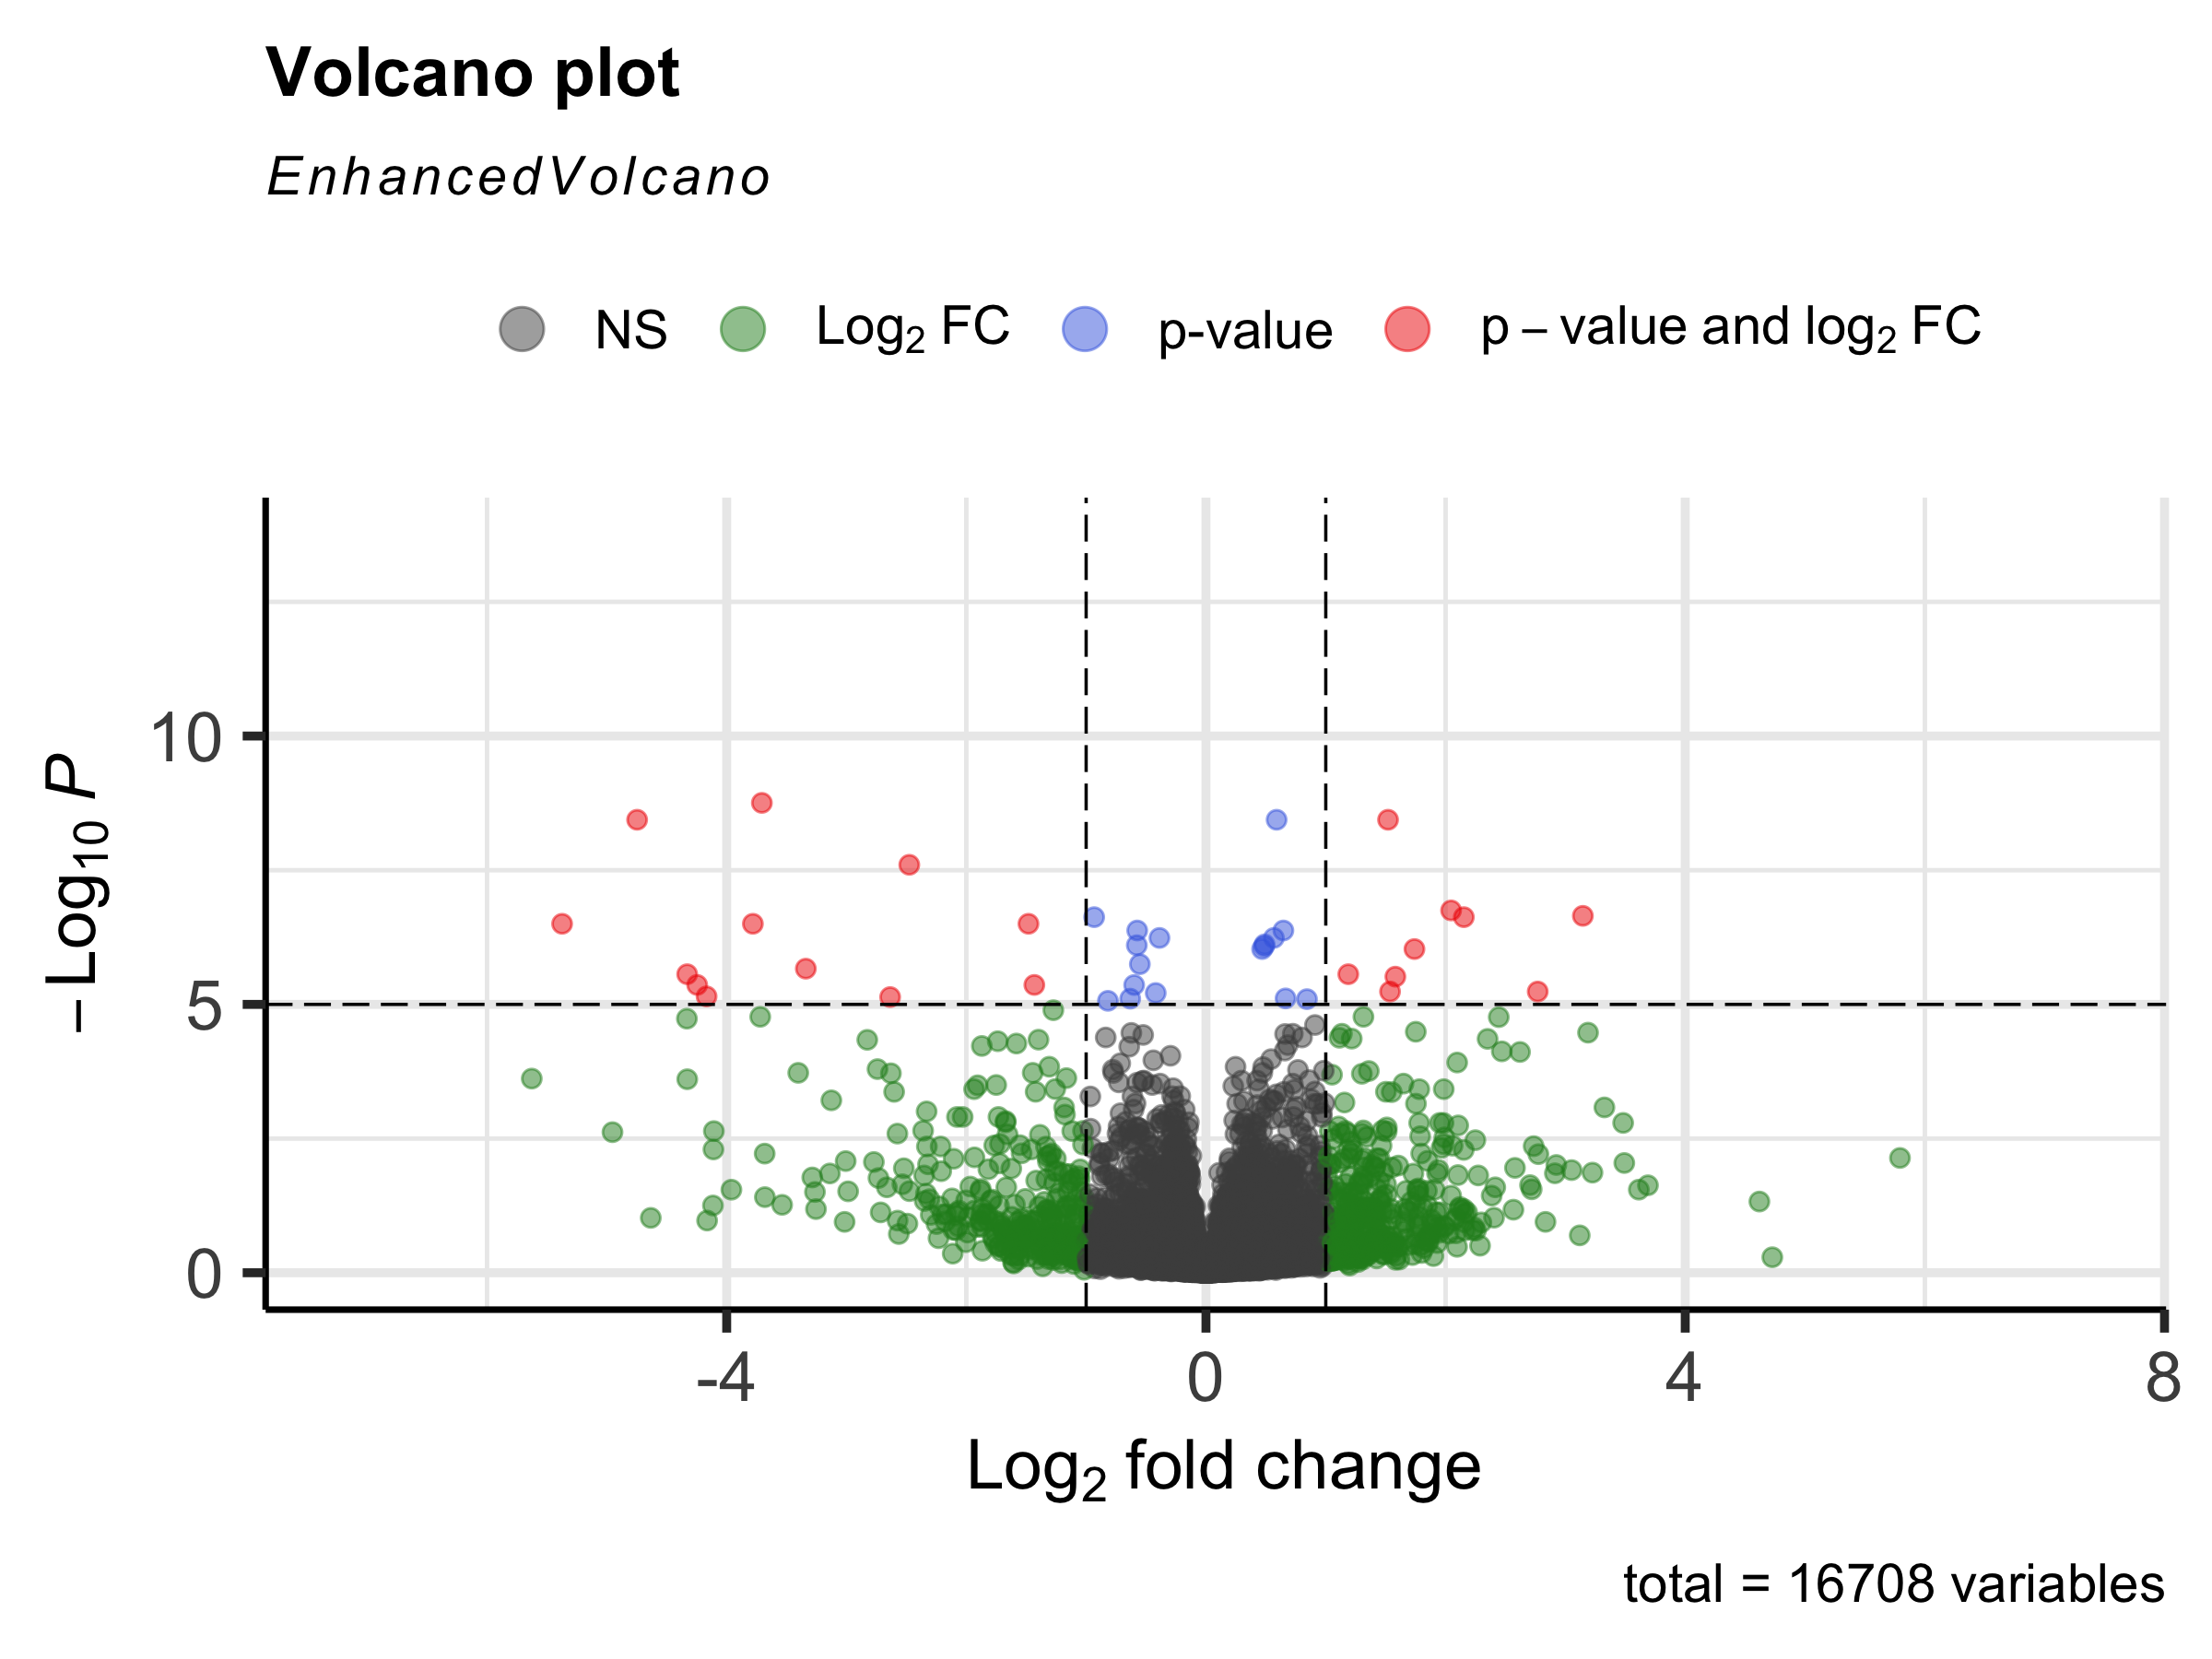 Volcano plot
EnhancedVolcano
NS Log₂ FC p-value p – value and log₂ FC
– Log₁₀ P
10
5
0
-4 0 4 8
Log₂ fold change
total = 16708 variables